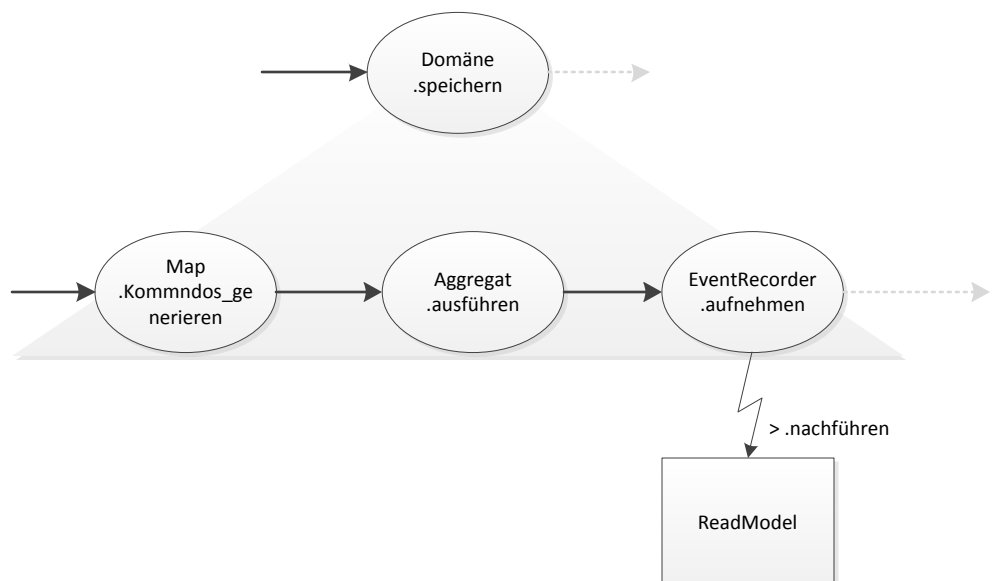 Domäne
.speichern
Map
.Kommndos_ge
nerieren
Aggregat
.ausführen
EventRecorder
.aufnehmen
> .nachführen
ReadModel